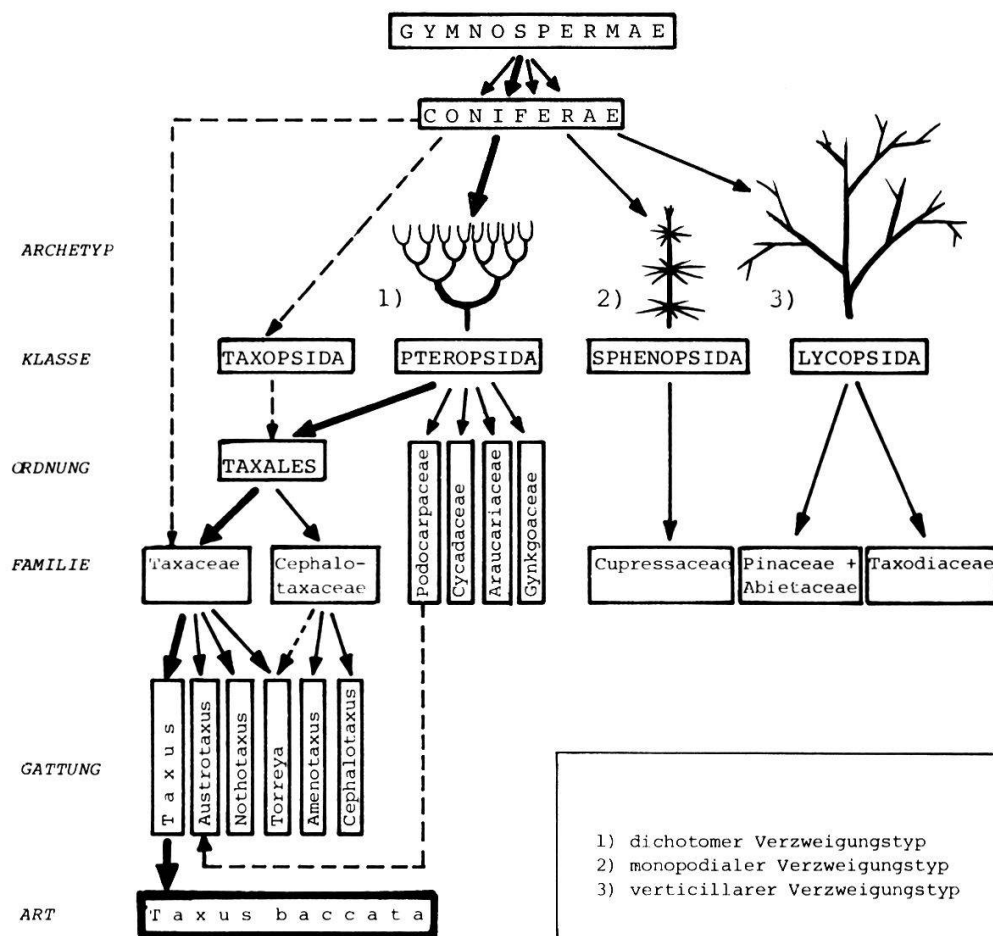 GYMNOSPERMAE
CONIFERAE
ARCHETYP
1)
2)
3)
KLASSE
TAXOPSIDA
PTEROPSIDA
SPHENOPSIDA
LYCOPSIDA
ORDNUNG
TAXALES
Podocarpaceae
Cycadaceae
Araucariaceae
Gynkgoaceae
FAMILIE
Taxaceae
Cephalo-
taxaceae
Cupressaceae
Pinaceae +
Abietaceae
Taxodiaceae
GATTUNG
Taxus
Austrotaxus
Nothotaxus
Torreya
Amenotaxus
Cephalotaxus
1) dichotomer Verzweigungstyp
2) monopodialer Verzweigungstyp
3) verticillarer Verzweigungstyp
ART
Taxus baccata